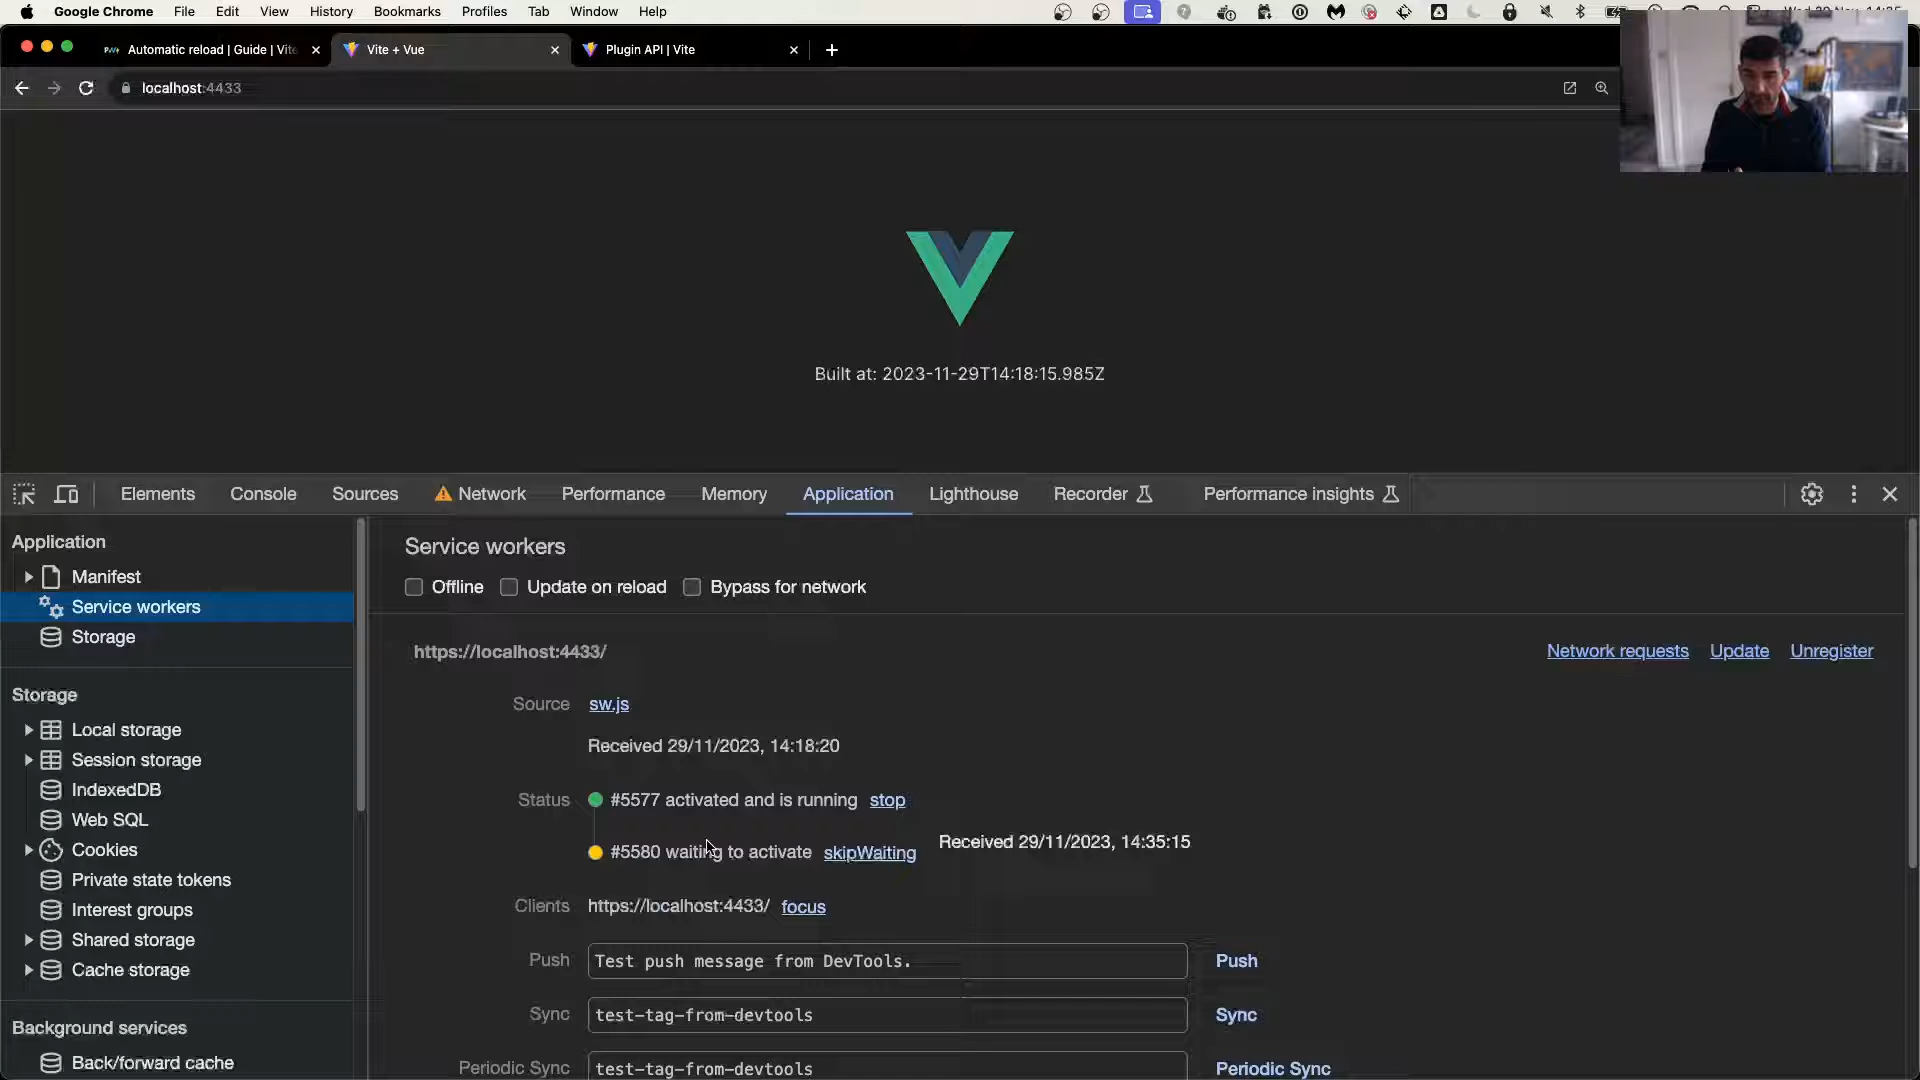 Google Chrome File Edit View History Bookmarks Profiles Tab Window Help
Automatic reload | Guide | Vite
Vite + Vue
Plugin API | Vite
localhost:4433
Built at: 2023-11-29T14:18:15.985Z
Elements Console Sources Network Performance Memory Application Lighthouse Recorder Performance insights
Application
Manifest
Service workers
Storage
Storage
Local storage
Session storage
IndexedDB
Web SQL
Cookies
Private state tokens
Interest groups
Shared storage
Cache storage
Background services
Back/forward cache
Service workers
Offline Update on reload Bypass for network
https://localhost:4433/ Network requests Update Unregister
Source sw.js
Received 29/11/2023, 14:18:20
Status #5577 activated and is running stop
#5580 waiting to activate skipWaiting Received 29/11/2023, 14:35:15
Clients https://localhost:4433/ focus
Push Test push message from DevTools. Push
Sync test-tag-from-devtools Sync
Periodic Sync test-tag-from-devtools Periodic Sync